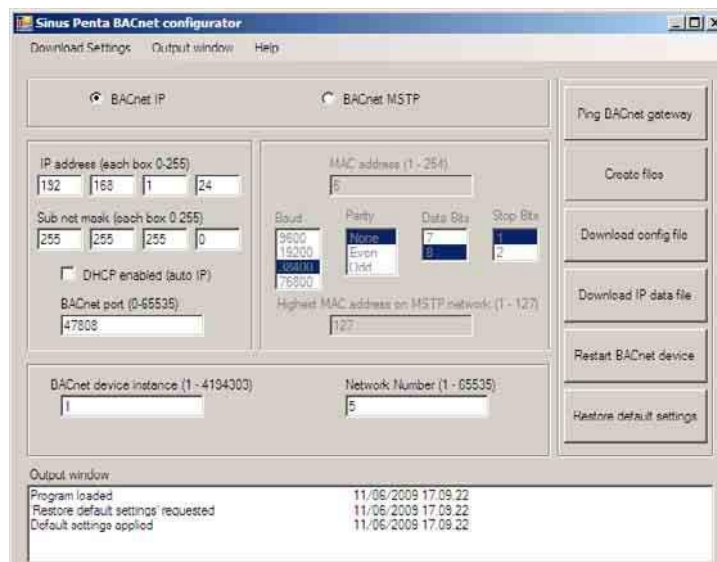 Sinus Penta BACnet configurator
Download Settings Output window Help
BACnet IP
BACnet MSTP
IP address (each box 0-255)
192 168 1 24
Sub net mask (each box 0 255)
255 255 255 0
DHCP enabled (auto IP)
BACnet port (0-65535)
47808
MAC address (1 - 254)
6
Baud
9600
19200
38400
76800
Parity
None
Even
Odd
Data Bits
7
8
Stop Bits
1
2
Highest MAC address on MSTP network (1 - 127)
127
BACnet device instance (1 - 4194303)
1
Network Number (1 - 65535)
5
Ping BACnet gateway
Create files
Download config file
Download IP data file
Restart BACnet device
Restore default settings
Output window
Program loaded 11/06/2009 17.09.22
'Restore default settings' requested 11/06/2009 17.09.22
Default settings applied 11/06/2009 17.09.22